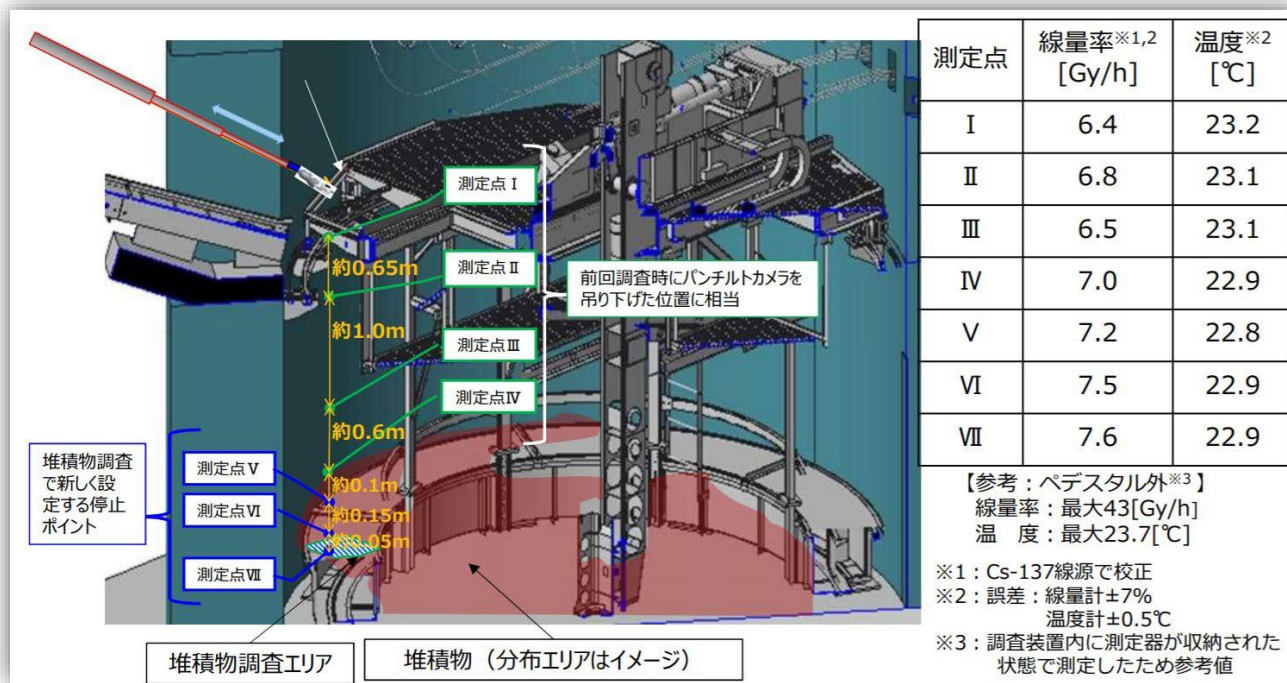 測定点Ⅰ
測定点Ⅱ
測定点Ⅲ
測定点Ⅳ
約0.65m
約1.0m
約0.6m
約0.1m
約0.15m
約0.05m
前回調査時にパンチルトカメラを
吊り下げた位置に相当
堆積物調査
で新しく設
定する停止
ポイント
測定点Ⅴ
測定点Ⅵ
測定点Ⅶ
堆積物調査エリア
堆積物（分布エリアはイメージ）
測定点 線量率※1,2 [Gy/h] 温度※2 [℃]
Ⅰ 6.4 23.2
Ⅱ 6.8 23.1
Ⅲ 6.5 23.1
Ⅳ 7.0 22.9
Ⅴ 7.2 22.8
Ⅵ 7.5 22.9
Ⅶ 7.6 22.9
【参考：ペデスタル外※3】
線量率：最大43[Gy/h]
温　度：最大23.7[℃]
※1：Cs-137線源で校正
※2：誤差：線量計±7%
温度計±0.5℃
※3：調査装置内に測定器が収納された
状態で測定したため参考値